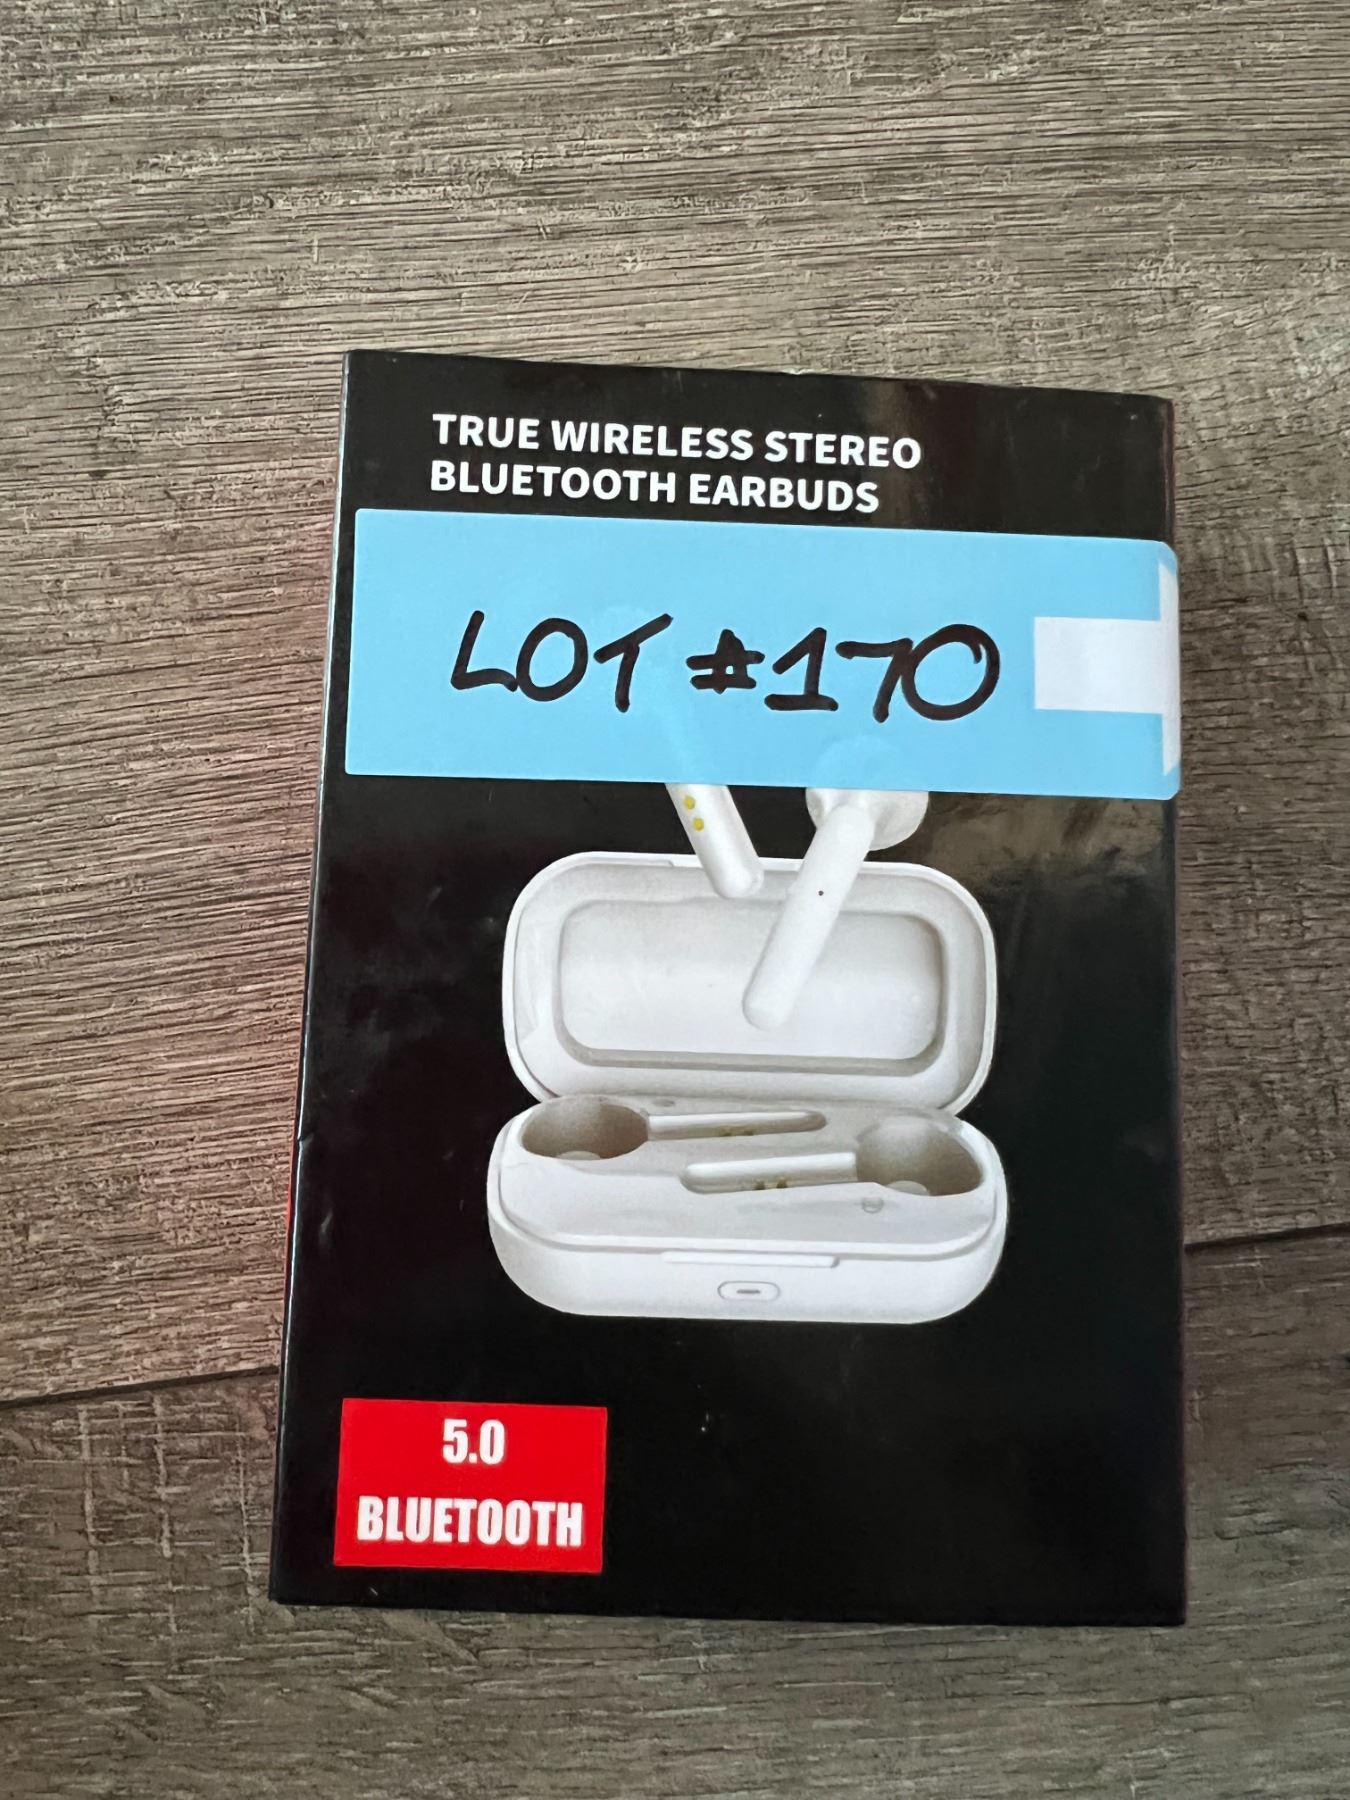 TRUE WIRELESS STEREO
BLUETOOTH EARBUDS
LOT #170
5.0
BLUETOOTH